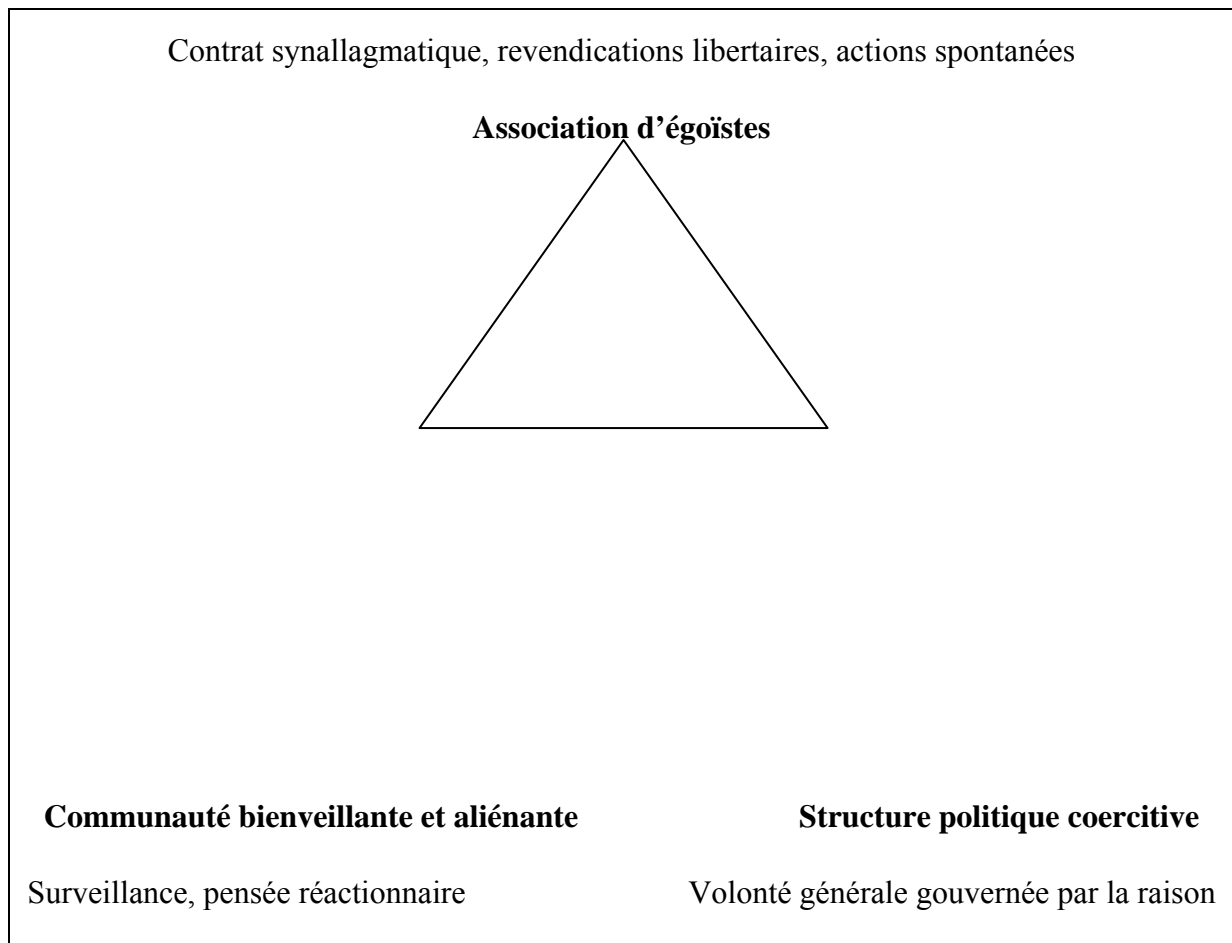 Contrat synallagmatique, revendications libertaires, actions spontanées
Association d’égoïstes
Communauté bienveillante et aliénante
Structure politique coercitive
Surveillance, pensée réactionnaire
Volonté générale gouvernée par la raison